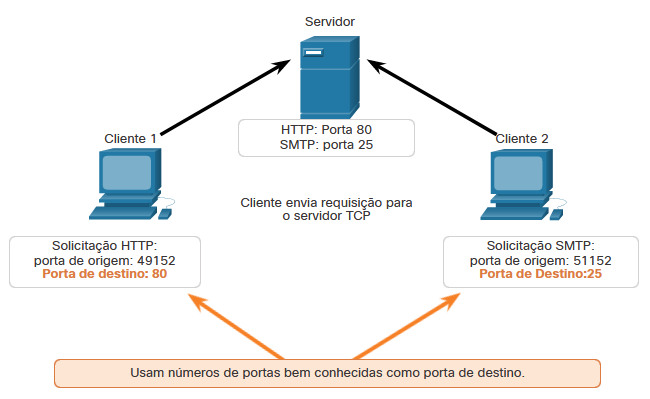 Servidor
HTTP: Porta 80
SMTP: porta 25
Cliente 1
Cliente 2
Cliente envia requisição para
o servidor TCP
Solicitação HTTP:
porta de origem: 49152
Porta de destino: 80
Solicitação SMTP:
porta de origem: 51152
Porta de Destino:25
Usam números de portas bem conhecidas como porta de destino.